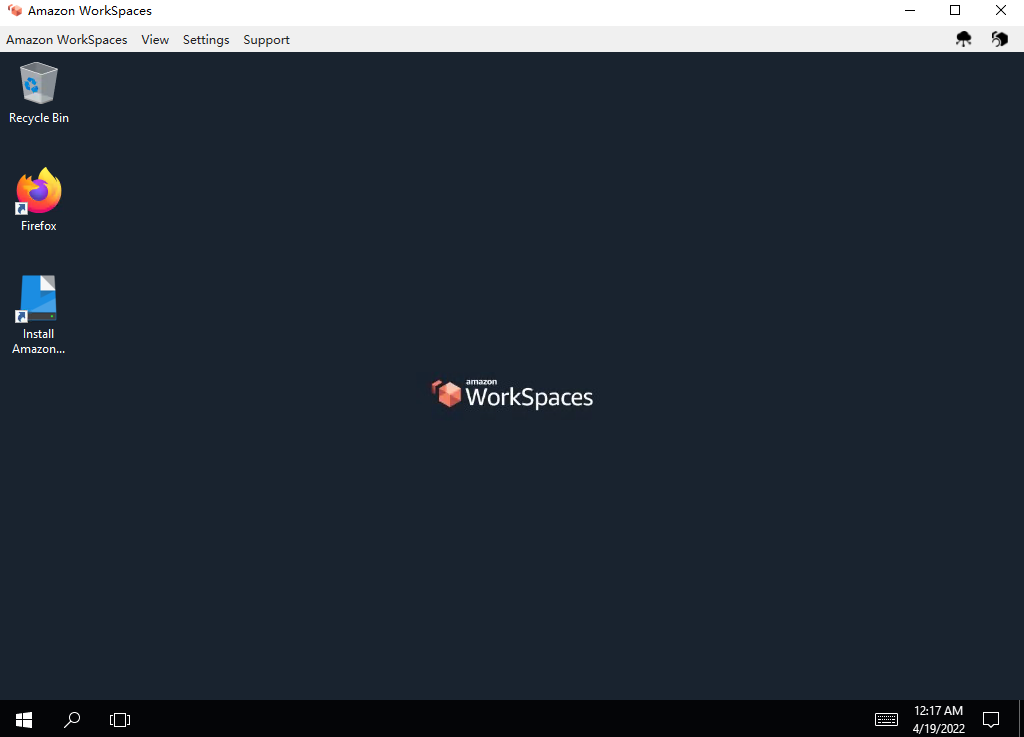 Amazon WorkSpaces
Amazon WorkSpaces View Settings Support
Recycle Bin
Firefox
Install
Amazon...
amazon
WorkSpaces
12:17 AM
4/19/2022